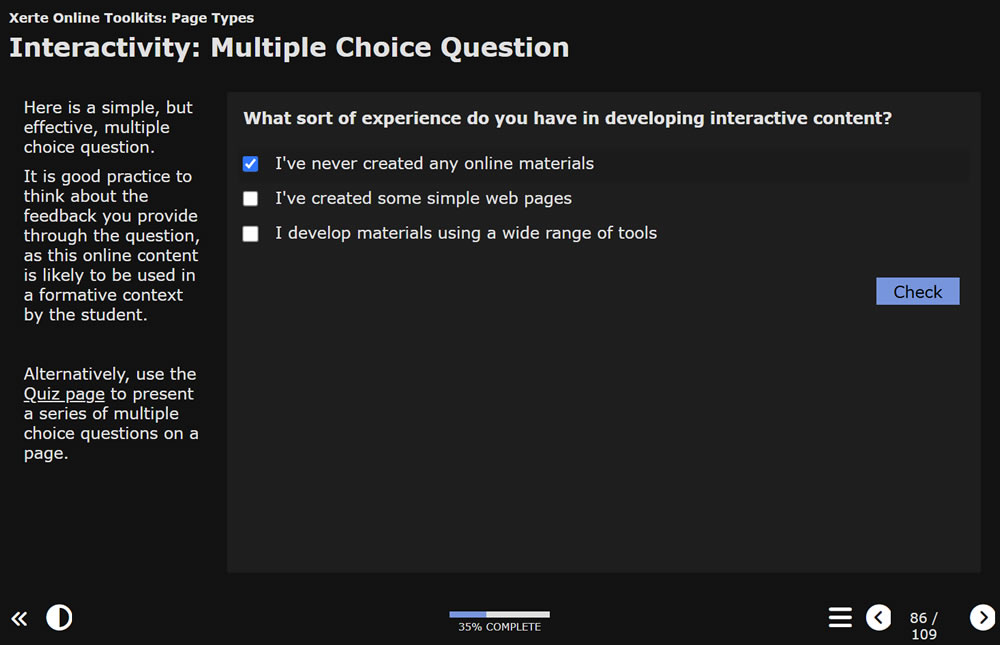 Xerte Online Toolkits: Page Types
Interactivity: Multiple Choice Question
Here is a simple, but
effective, multiple
choice question.
It is good practice to
think about the
feedback you provide
through the question,
as this online content
is likely to be used in
a formative context
by the student.
Alternatively, use the
Quiz page to present
a series of multiple
choice questions on a
page.
What sort of experience do you have in developing interactive content?
I've never created any online materials
I've created some simple web pages
I develop materials using a wide range of tools
Check
35% COMPLETE
86 /
109